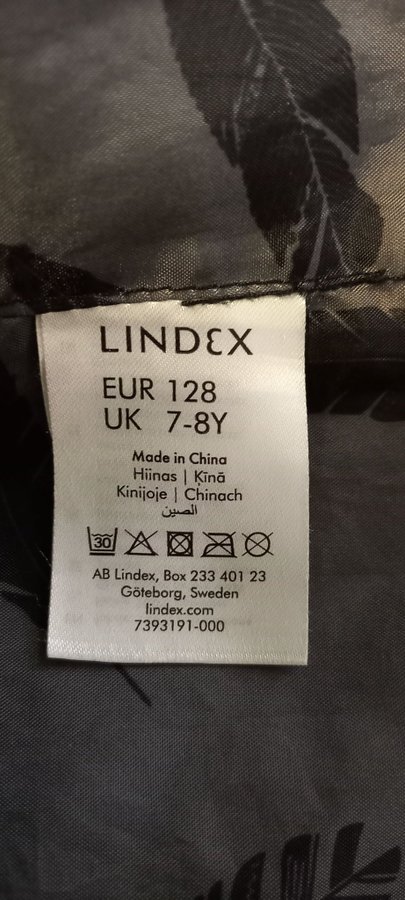 LINDEX
EUR 128
UK 7-8Y
Made in China
Hiinas | Ķīnā
Kinijoje | Chinach
الصين
30
AB Lindex, Box 233 401 23
Göteborg, Sweden
lindex.com
7393191-000